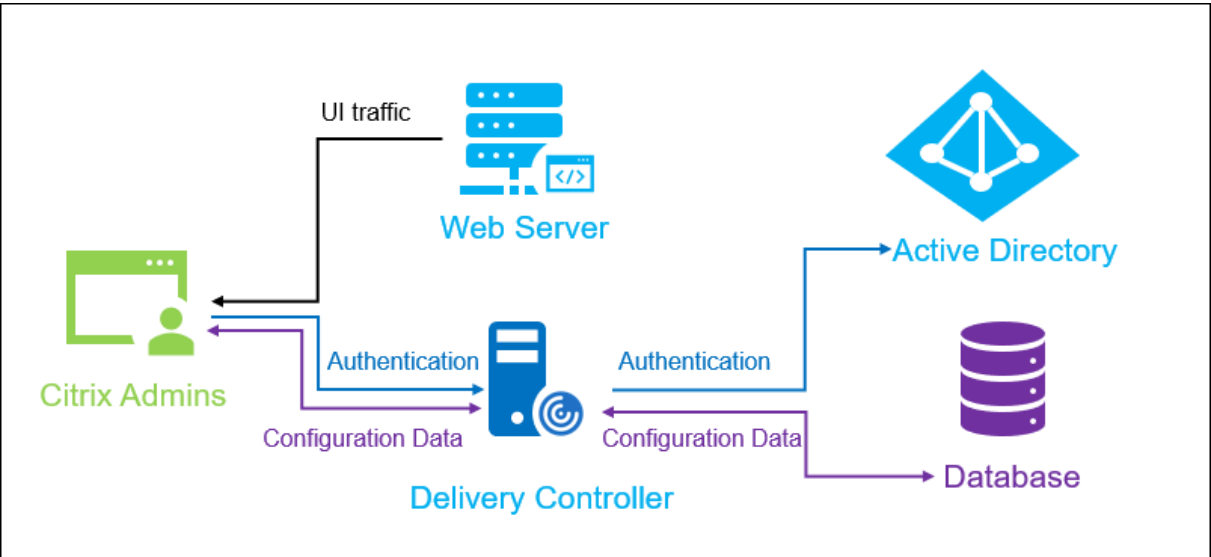 UI traffic
</>
Web Server
Active Directory
Citrix Admins
Authentication
Authentication
Configuration Data
Configuration Data
Delivery Controller
Database